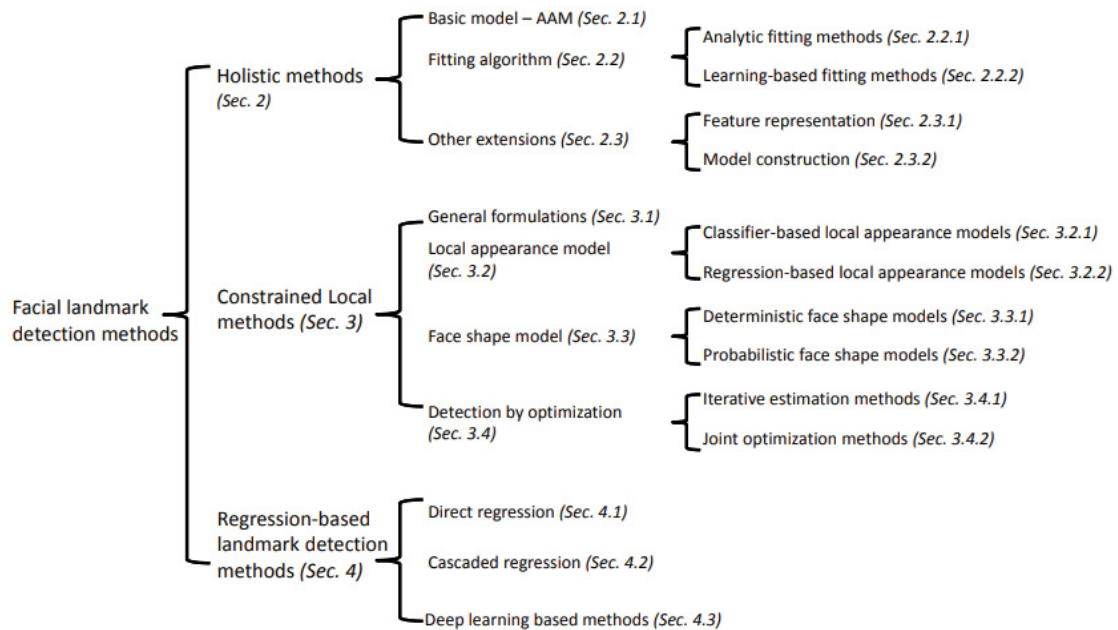 Facial landmark
detection methods
Holistic methods
(Sec. 2)
Basic model – AAM (Sec. 2.1)
Fitting algorithm (Sec. 2.2)
Analytic fitting methods (Sec. 2.2.1)
Learning-based fitting methods (Sec. 2.2.2)
Other extensions (Sec. 2.3)
Feature representation (Sec. 2.3.1)
Model construction (Sec. 2.3.2)
Constrained Local
methods (Sec. 3)
General formulations (Sec. 3.1)
Local appearance model
(Sec. 3.2)
Classifier-based local appearance models (Sec. 3.2.1)
Regression-based local appearance models (Sec. 3.2.2)
Face shape model (Sec. 3.3)
Deterministic face shape models (Sec. 3.3.1)
Probabilistic face shape models (Sec. 3.3.2)
Detection by optimization
(Sec. 3.4)
Iterative estimation methods (Sec. 3.4.1)
Joint optimization methods (Sec. 3.4.2)
Regression-based
landmark detection
methods (Sec. 4)
Direct regression (Sec. 4.1)
Cascaded regression (Sec. 4.2)
Deep learning based methods (Sec. 4.3)